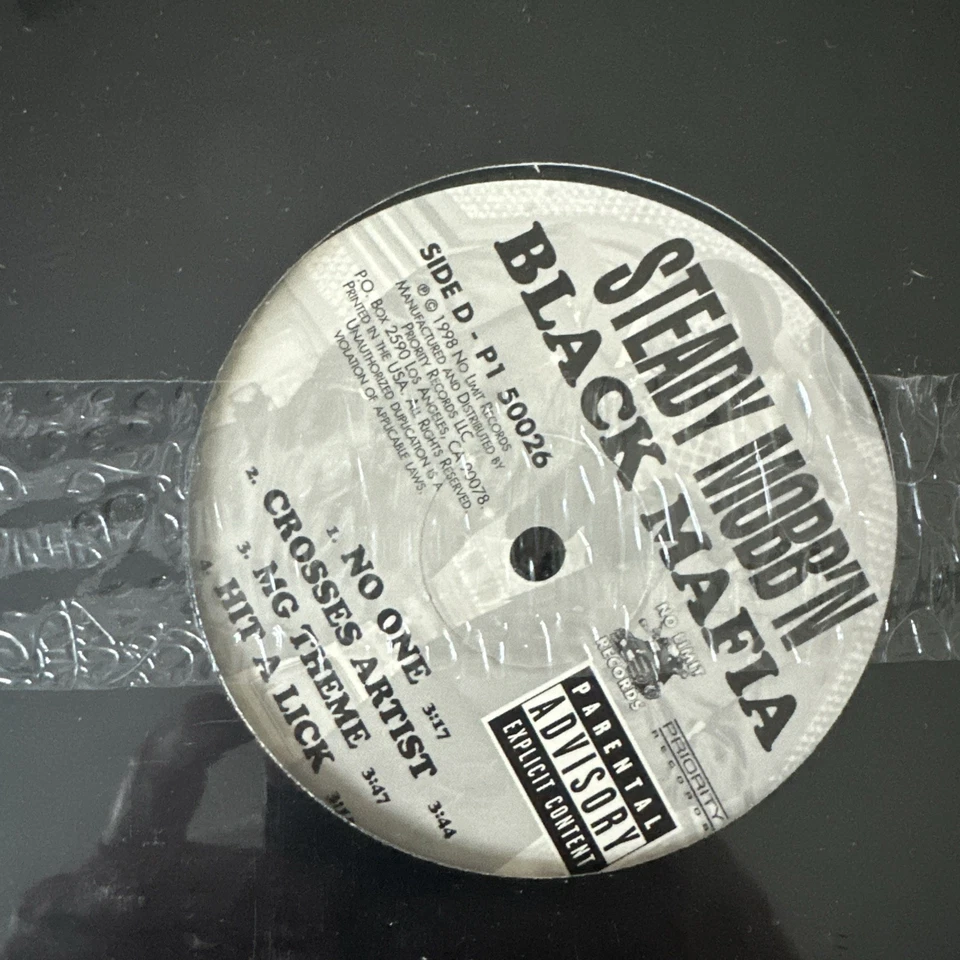 STEADY MOBB'N
BLACK MAFIA
SIDE D - P1 50026
℗ © 1998 NO LIMIT RECORDS
MANUFACTURED AND DISTRIBUTED BY
PRIORITY RECORDS LLC,
P.O. BOX 2590 LOS ANGELES, CA 90078.
PRINTED IN THE USA. ALL RIGHTS RESERVED.
UNAUTHORIZED DUPLICATION IS A
VIOLATION OF APPLICABLE LAWS.
NO LIMIT
RECORDS
PRIORITY
RECORDS
PARENTAL
ADVISORY
EXPLICIT CONTENT
1. NO ONE 3:17
2. CROSSES ARTIST 3:44
3. MG THEME 3:47
4. HIT A LICK